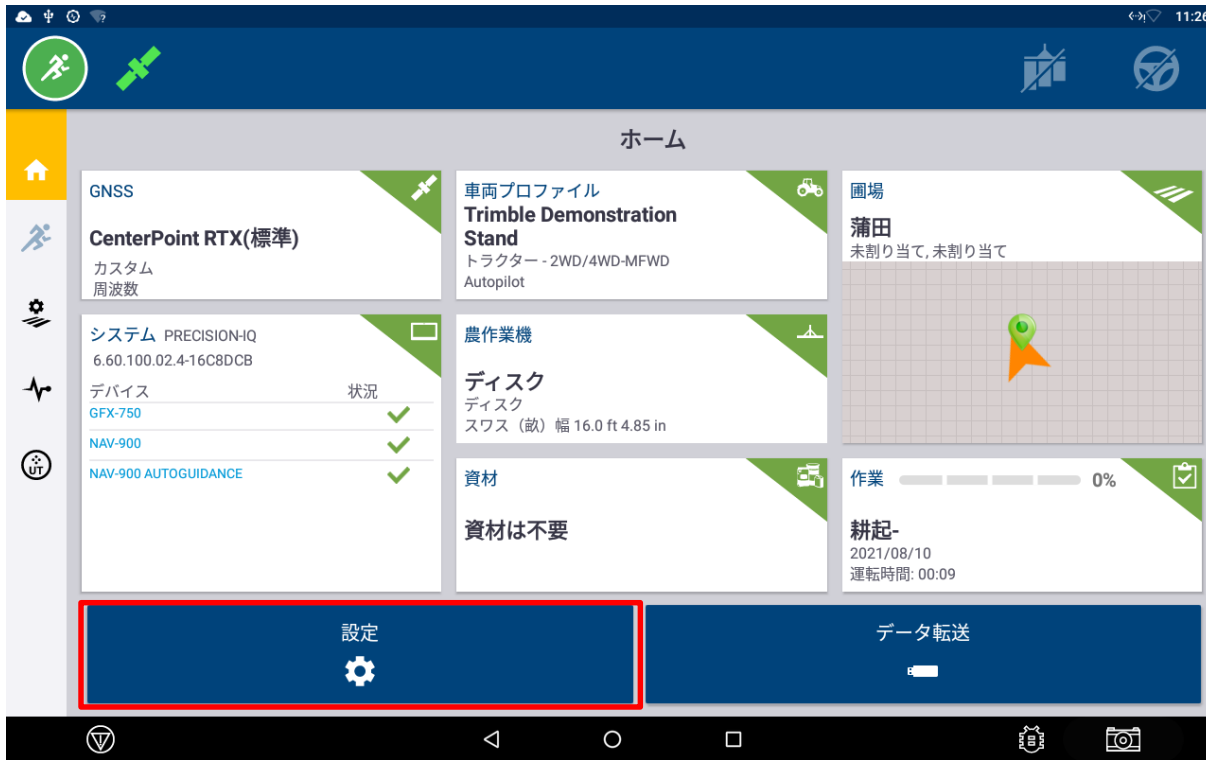 11:26
ホーム
GNSS
CenterPoint RTX(標準)
カスタム
周波数
システム PRECISION-IQ
6.60.100.02.4-16C8DCB
デバイス 状況
GFX-750
NAV-900
NAV-900 AUTOGUIDANCE
車両プロファイル
Trimble Demonstration
Stand
トラクター - 2WD/4WD-MFWD
Autopilot
農作業機
ディスク
ディスク
スワス（畝）幅 16.0 ft 4.85 in
資材
資材は不要
圃場
蒲田
未割り当て, 未割り当て
作業 0%
耕起-
2021/08/10
運転時間: 00:09
UT
設定
データ転送